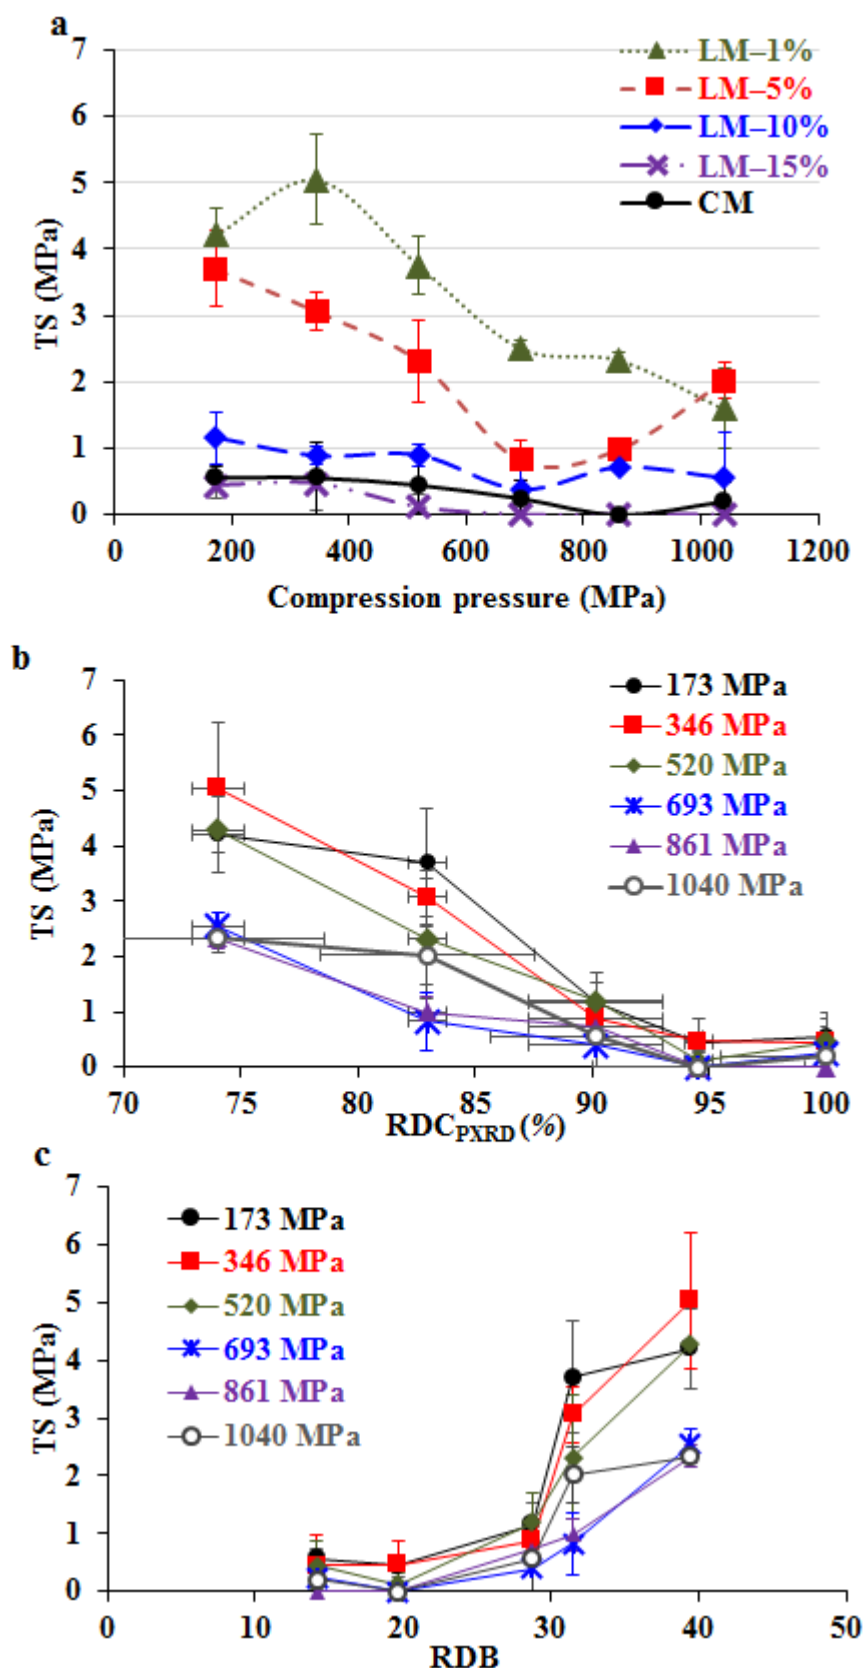 a
7
6
5
4
3
2
1
0
TS (MPa)
LM–1%
LM–5%
LM–10%
LM–15%
CM
0 200 400 600 800 1000 1200
Compression pressure (MPa)
b
7
6
5
4
3
2
1
0
TS (MPa)
173 MPa
346 MPa
520 MPa
693 MPa
861 MPa
1040 MPa
70 75 80 85 90 95 100
RDCPXRD (%)
c
7
6
5
4
3
2
1
0
TS (MPa)
173 MPa
346 MPa
520 MPa
693 MPa
861 MPa
1040 MPa
0 10 20 30 40 50
RDB